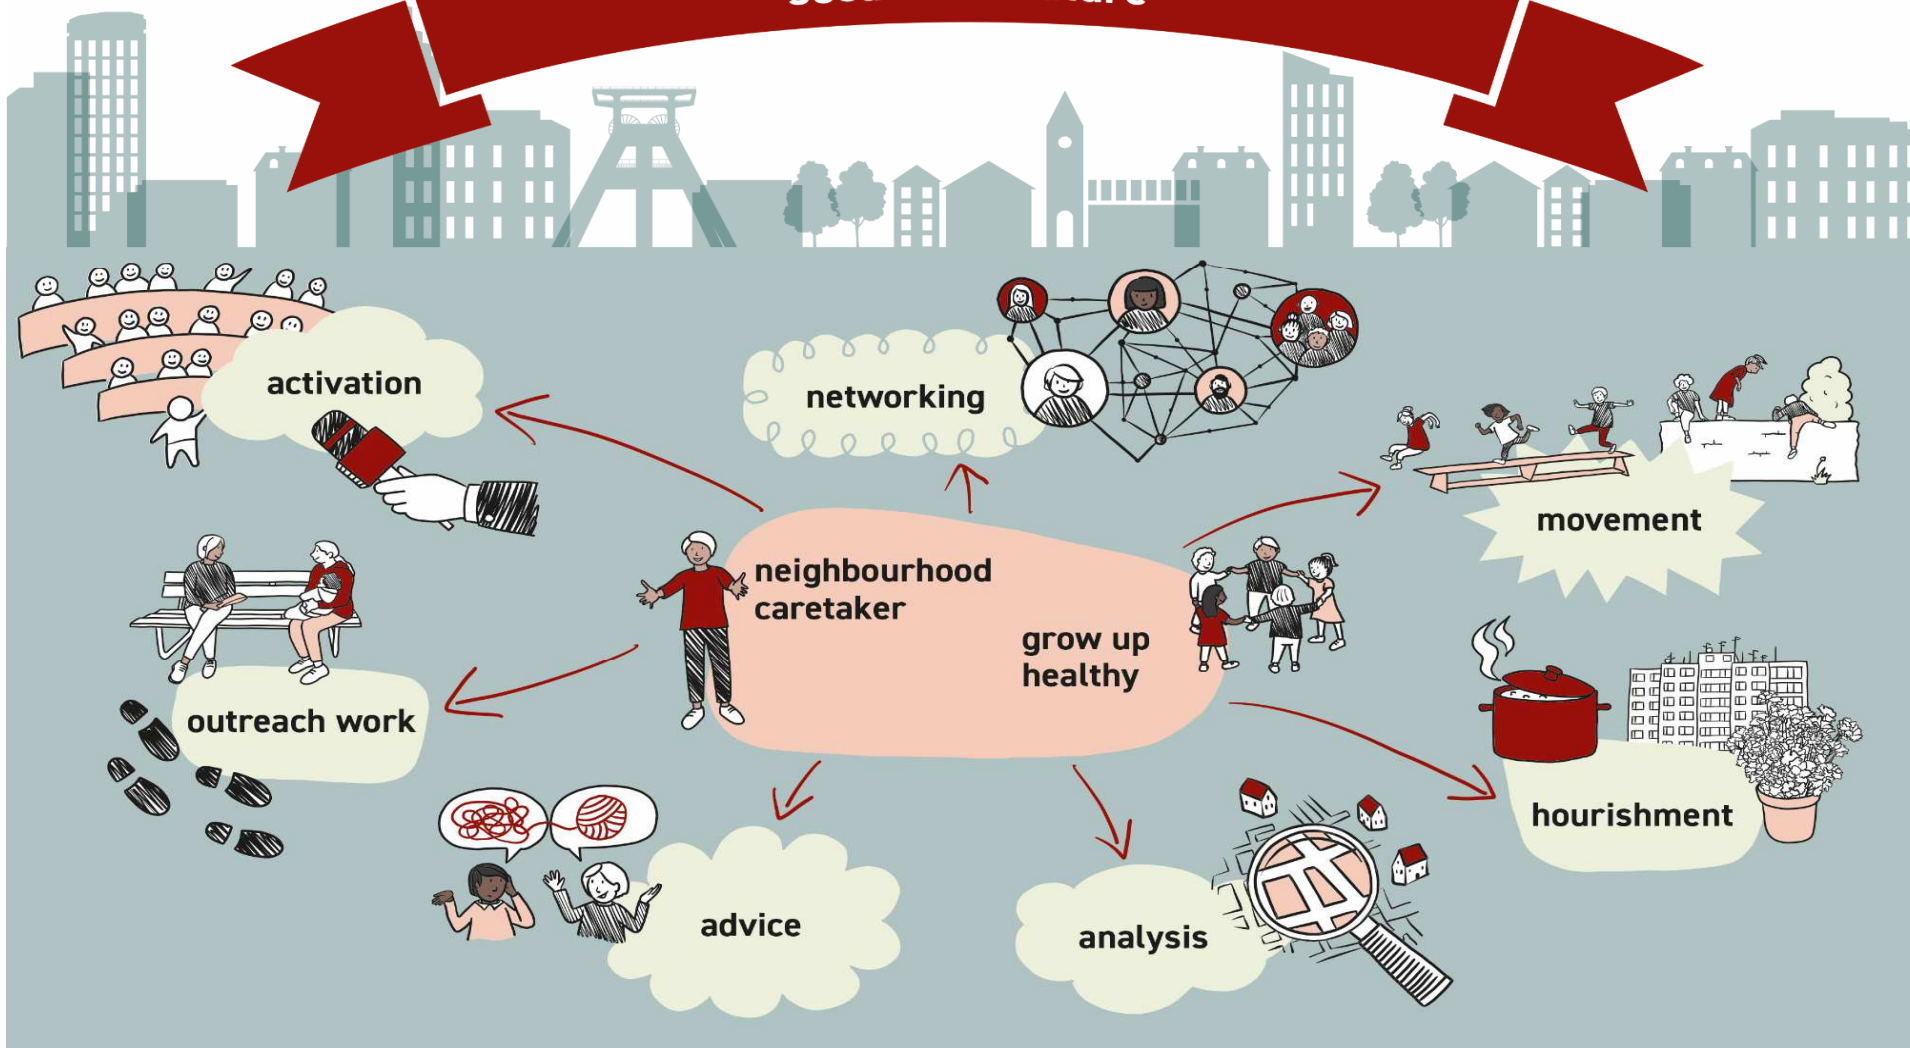 activation
networking
movement
neighbourhood
caretaker
grow up
healthy
outreach work
hourishment
advice
analysis